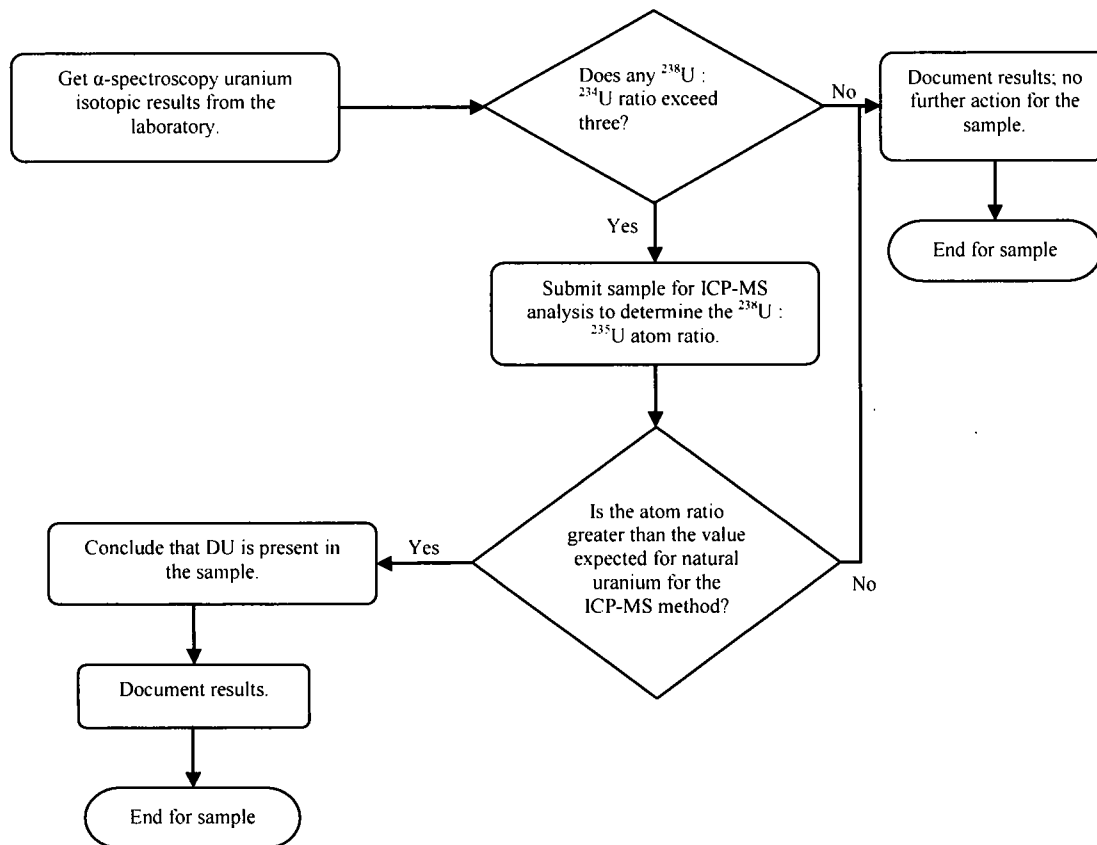 Get α-spectroscopy uranium
isotopic results from the
laboratory.
Does any ²³⁸U :
²³⁴U ratio exceed
three?
No
Document results; no
further action for the
sample.
End for sample
Yes
Submit sample for ICP-MS
analysis to determine the ²³⁸U :
²³⁵U atom ratio.
Is the atom ratio
greater than the value
expected for natural
uranium for the
ICP-MS method?
No
Yes
Conclude that DU is present in
the sample.
Document results.
End for sample